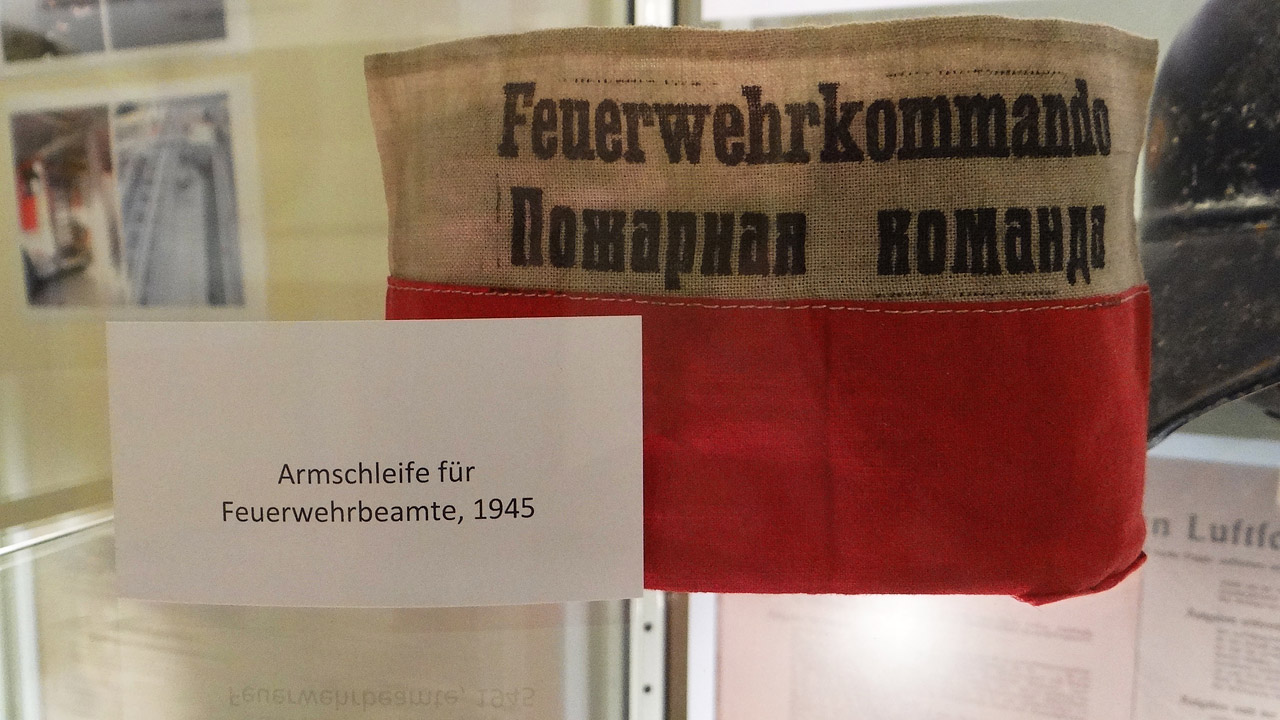 Feuerwehrkommando
Пожарная команда
Armschleife für
Feuerwehrbeamte, 1945